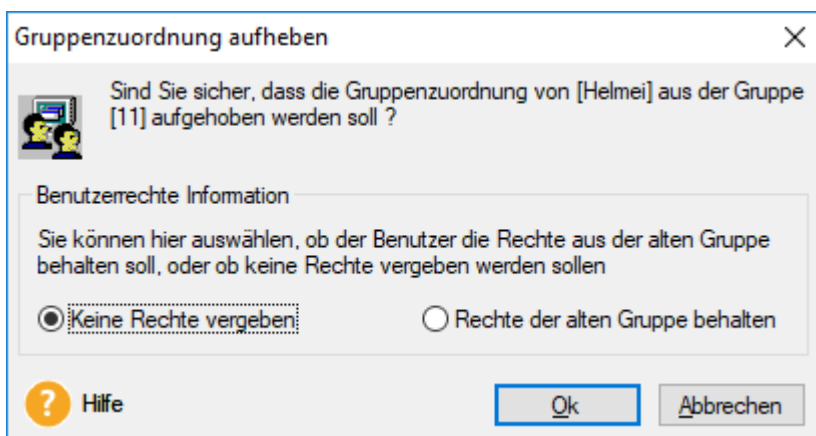 Gruppenzuordnung aufheben
Sind Sie sicher, dass die Gruppenzuordnung von [Helmei] aus der Gruppe
[11] aufgehoben werden soll ?
Benutzerrechte Information
Sie können hier auswählen, ob der Benutzer die Rechte aus der alten Gruppe
behalten soll, oder ob keine Rechte vergeben werden sollen
Keine Rechte vergeben
Rechte der alten Gruppe behalten
? Hilfe
Ok
Abbrechen